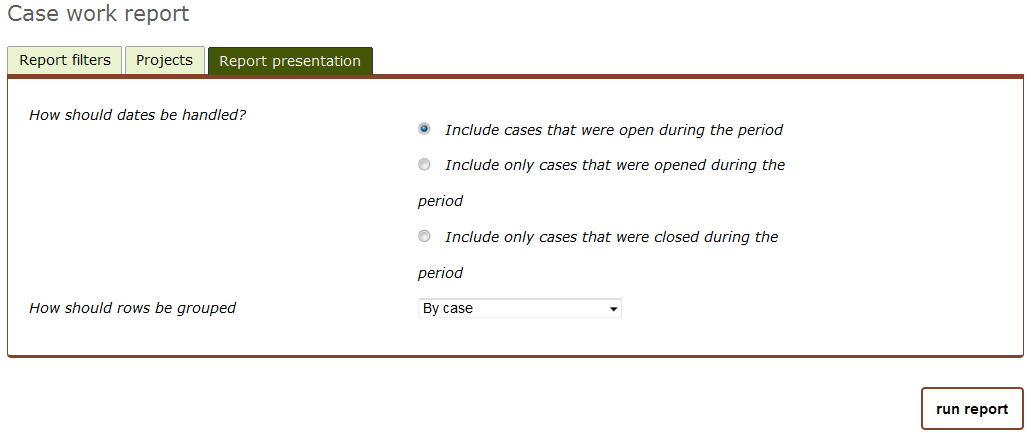 Case work report
Report filters
Projects
Report presentation
How should dates be handled?
Include cases that were open during the period
Include only cases that were opened during the
period
Include only cases that were closed during the
period
How should rows be grouped
By case
run report